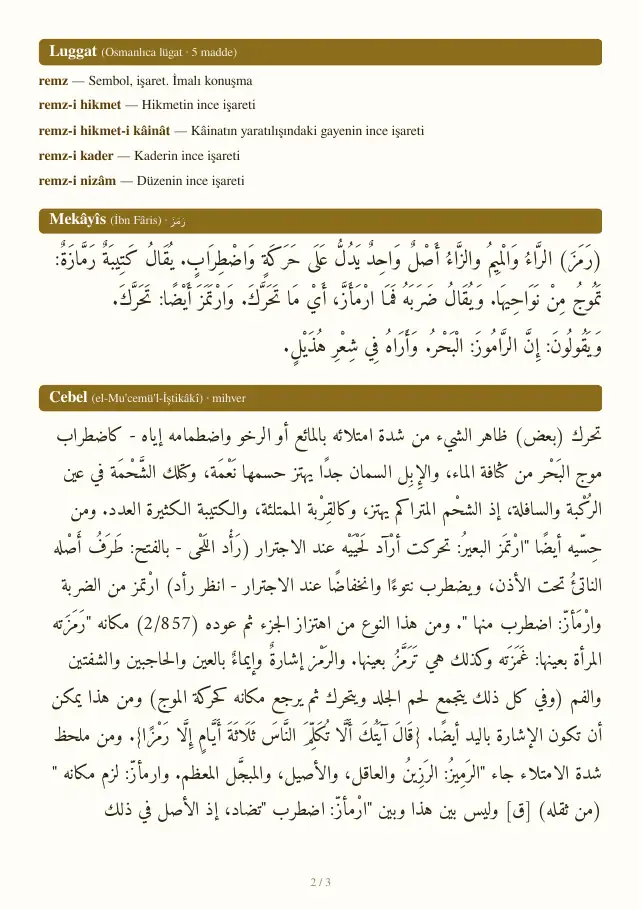 Luggat (Osmanlıca lügat · 5 madde)
remz — Sembol, işaret. İmalı konuşma
remz-i hikmet — Hikmetin ince işareti
remz-i hikmet-i kâinât — Kâinatın yaratılışındaki gayenin ince işareti
remz-i kader — Kaderin ince işareti
remz-i nizâm — Düzenin ince işareti
Mekâyîs (İbn Fâris) · رَمَزَ
(رَمَزَ) الرَّاءُ وَالْمِيمُ وَالزَّاءُ أَصْلٌ وَاحِدٌ يَدُلُّ عَلَى حَرَكَةٍ وَاضْطِرَابٍ. يُقَالُ كَتِيبَةٌ رَمَّازَةٌ:
تَمُوجُ مِنْ نَوَاحِيهَا. وَيُقَالُ ضَرَبَهُ فَمَا ارْمَأَزَّ، أَيْ مَا تَحَرَّكَ. وَارْتَمَزَ أَيْضًا: تَحَرَّكَ.
وَيَقُولُونَ: إِنَّ الرَّامُوزَ: الْبَحْرُ. وَأَرَاهُ فِي شِعْرِ هُذَيْلٍ.
Cebel (el-Mu'cemü'l-İştikâkî) · mihver
تحرك (بعض) ظاهر الشيء من شدة امتلائه بالمائع أو الرخو واضطمامه إياه - كاضطراب
موج البَحْر من كثافة الماء، والإِبِل السمان جدًا يهتز حسمها نَعْمَة، وكتلك الشَّحْمَة في عين
الرُكْبة والسافلة، إذ الشحْم المتراكم يهتز، وكالقِرْبة الممتلئة، والكتيبة الكثيرة العدد. ومن
حِسّيه أيضًا "ارْتمَز البعيرُ: تحركت أرْآد لَحْيَيْه عند الاجترار (رَأْد اللَحْى - بالفتح: طَرَفُ أصْله
الناتئُ تحت الأذن، ويضطرب نتوءًا وانخفاضًا عند الاجترار - انظر رأد) ارْتمز من الضربة
وارْمَأزّ: اضطرب منها ". ومن هذا النوع من اهتزاز الجزء ثم عوده (2/857) مكانه "رَمَزَته
المرأة بعينها: غَمَزَته وكذلك هي تَرَمَّزُ بعينها. والرَمْز إشارةٌ وإيماءٌ بالعين والحاجبين والشفتين
والفم (وفي كل ذلك يتجمع لحم الجلد ويتحرك ثم يرجع مكانه كحركة الموج) ومن هذا يمكن
أن تكون الإشارة باليد أيضًا. {قَالَ آيَتُكَ أَلَّا تُكَلِّمَ النَّاسَ ثَلَاثَةَ أَيَّامٍ إِلَّا رَمْزًا}. ومن ملحظ
شدة الامتلاء جاء "الرَمِيزُ: الرَزِينُ والعاقل، والأصيل، والمبجَّل المعظم. وارمأزّ: لزم مكانه "
(من ثقله) [ق] وليس بين هذا وبين "ارْمأزّ: اضطرب "تضاد، إذ الأصل في ذلك
2 / 3